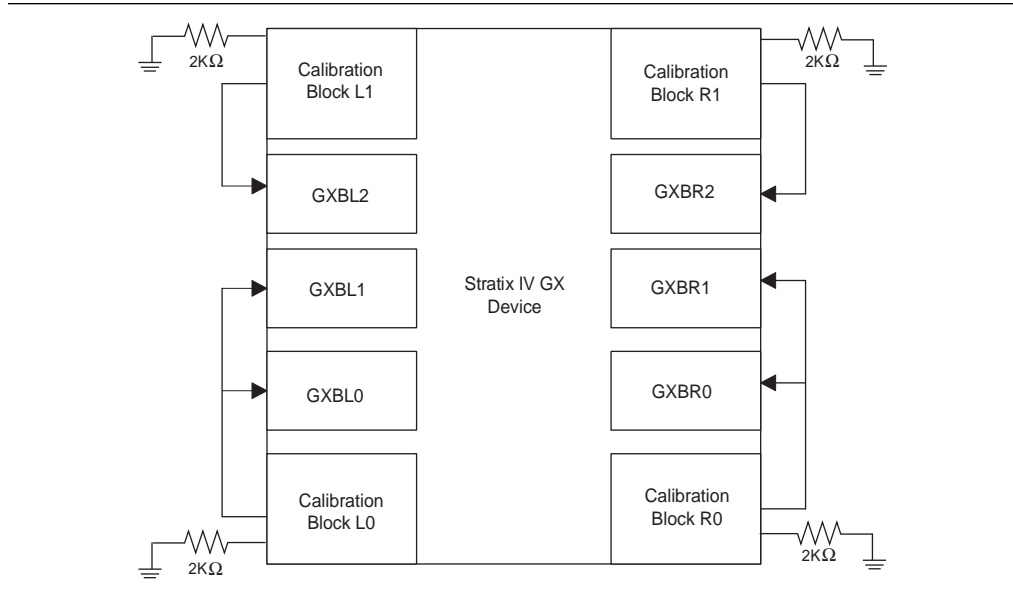 2KΩ
Calibration
Block L1
Calibration
Block R1
2KΩ
GXBL2
GXBR2
GXBL1
Stratix IV GX
Device
GXBR1
GXBL0
GXBR0
Calibration
Block L0
Calibration
Block R0
2KΩ
2KΩ